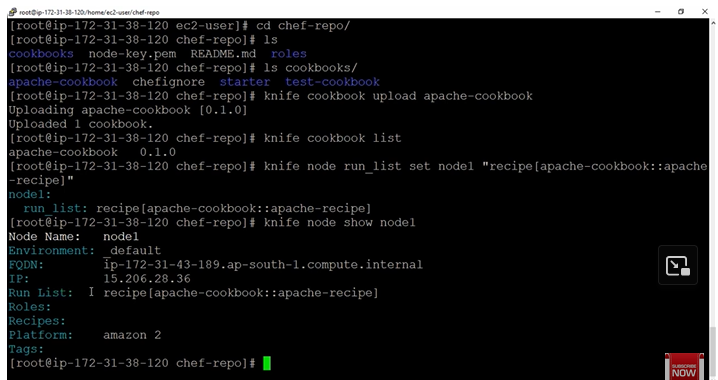 root@ip-172-31-38-120:/home/ec2-user/chef-repo
[root@ip-172-31-38-120 ec2-user]# cd chef-repo/
[root@ip-172-31-38-120 chef-repo]# ls
cookbooks  node-key.pem  README.md  roles
[root@ip-172-31-38-120 chef-repo]# ls cookbooks/
apache-cookbook  chefignore  starter  test-cookbook
[root@ip-172-31-38-120 chef-repo]# knife cookbook upload apache-cookbook
Uploading apache-cookbook [0.1.0]
Uploaded 1 cookbook.
[root@ip-172-31-38-120 chef-repo]# knife cookbook list
apache-cookbook   0.1.0
[root@ip-172-31-38-120 chef-repo]# knife node run_list set node1 "recipe[apache-cookbook::apache
-recipe]"
node1:
  run_list: recipe[apache-cookbook::apache-recipe]
[root@ip-172-31-38-120 chef-repo]# knife node show node1
Node Name:   node1
Environment: _default
FQDN:        ip-172-31-43-189.ap-south-1.compute.internal
IP:          15.206.28.36
Run List:    recipe[apache-cookbook::apache-recipe]
Roles:
Recipes:
Platform:    amazon 2
Tags:
[root@ip-172-31-38-120 chef-repo]#
SUBSCRIBE
NOW